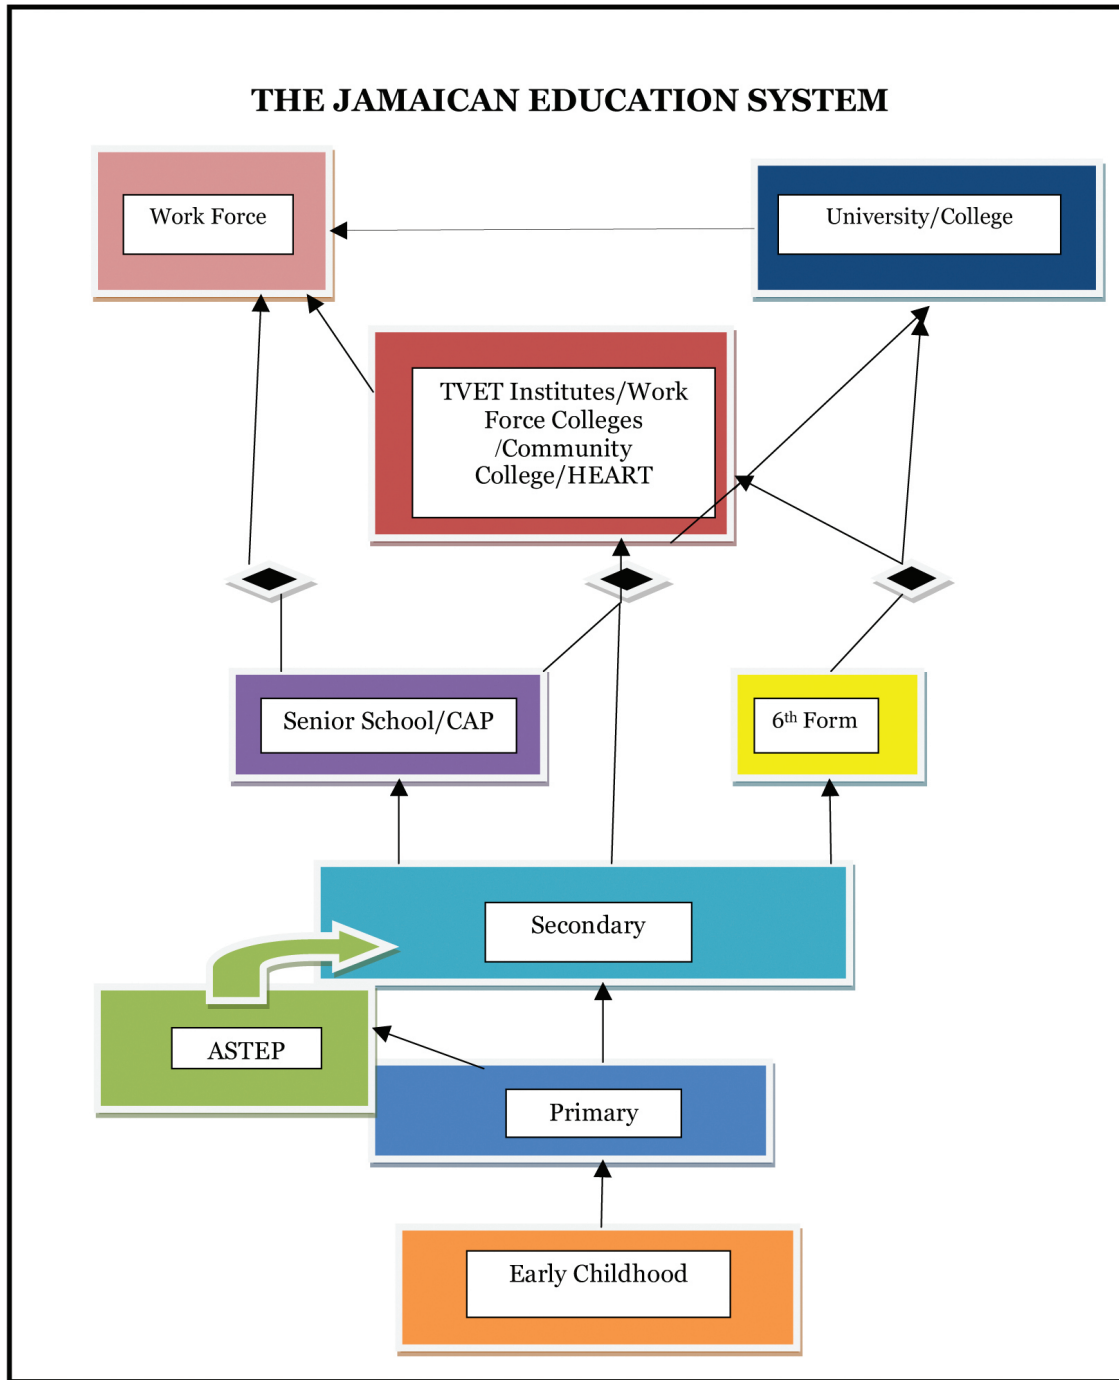 THE JAMAICAN EDUCATION SYSTEM
Work Force
University/College
TVET Institutes/Work
Force Colleges
/Community
College/HEART
Senior School/CAP
6th Form
Secondary
ASTEP
Primary
Early Childhood